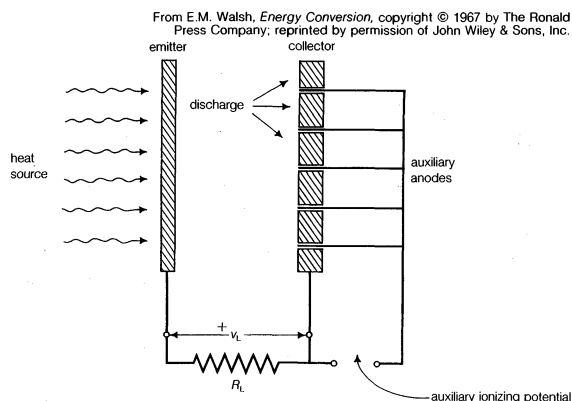 From E.M. Walsh, Energy Conversion, copyright © 1967 by The Ronald
Press Company; reprinted by permission of John Wiley & Sons, Inc.
emitter
collector
discharge
heat
source
auxiliary
anodes
+
vL
RL
auxiliary ionizing potential